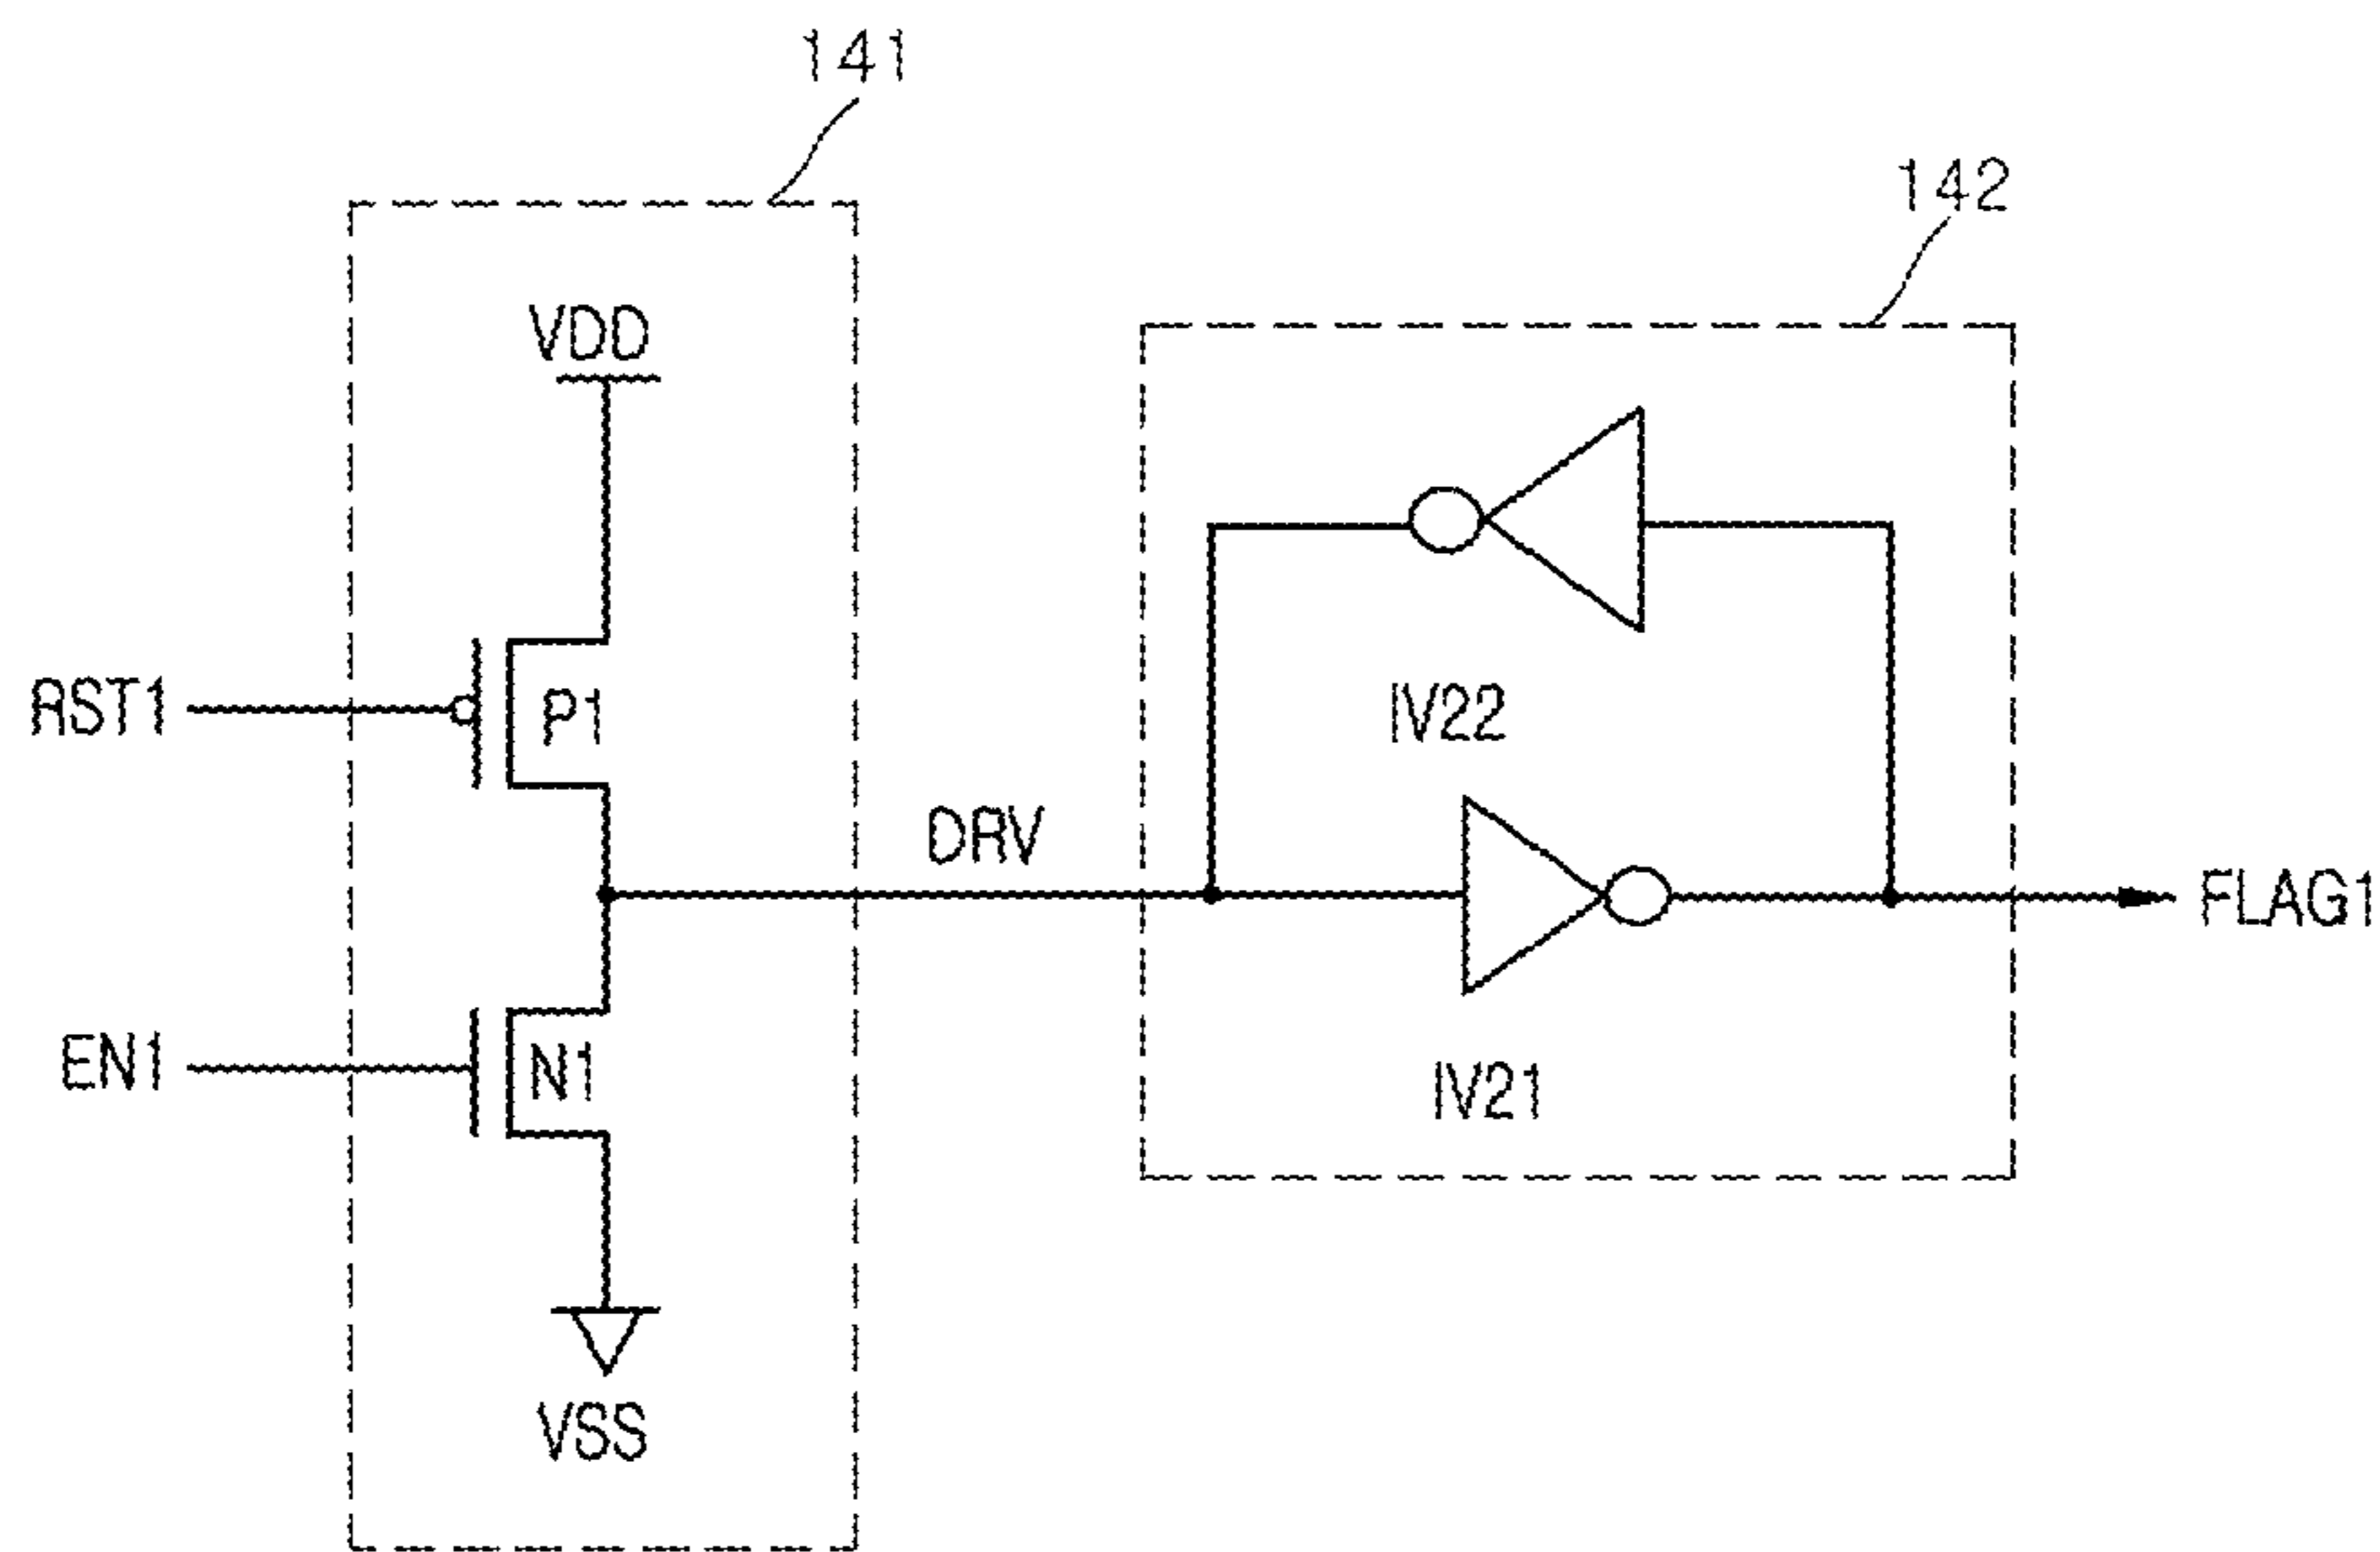 141
142
VDD
RST1
P1
IV22
DRV
FLAG1
EN1
N1
IV21
VSS